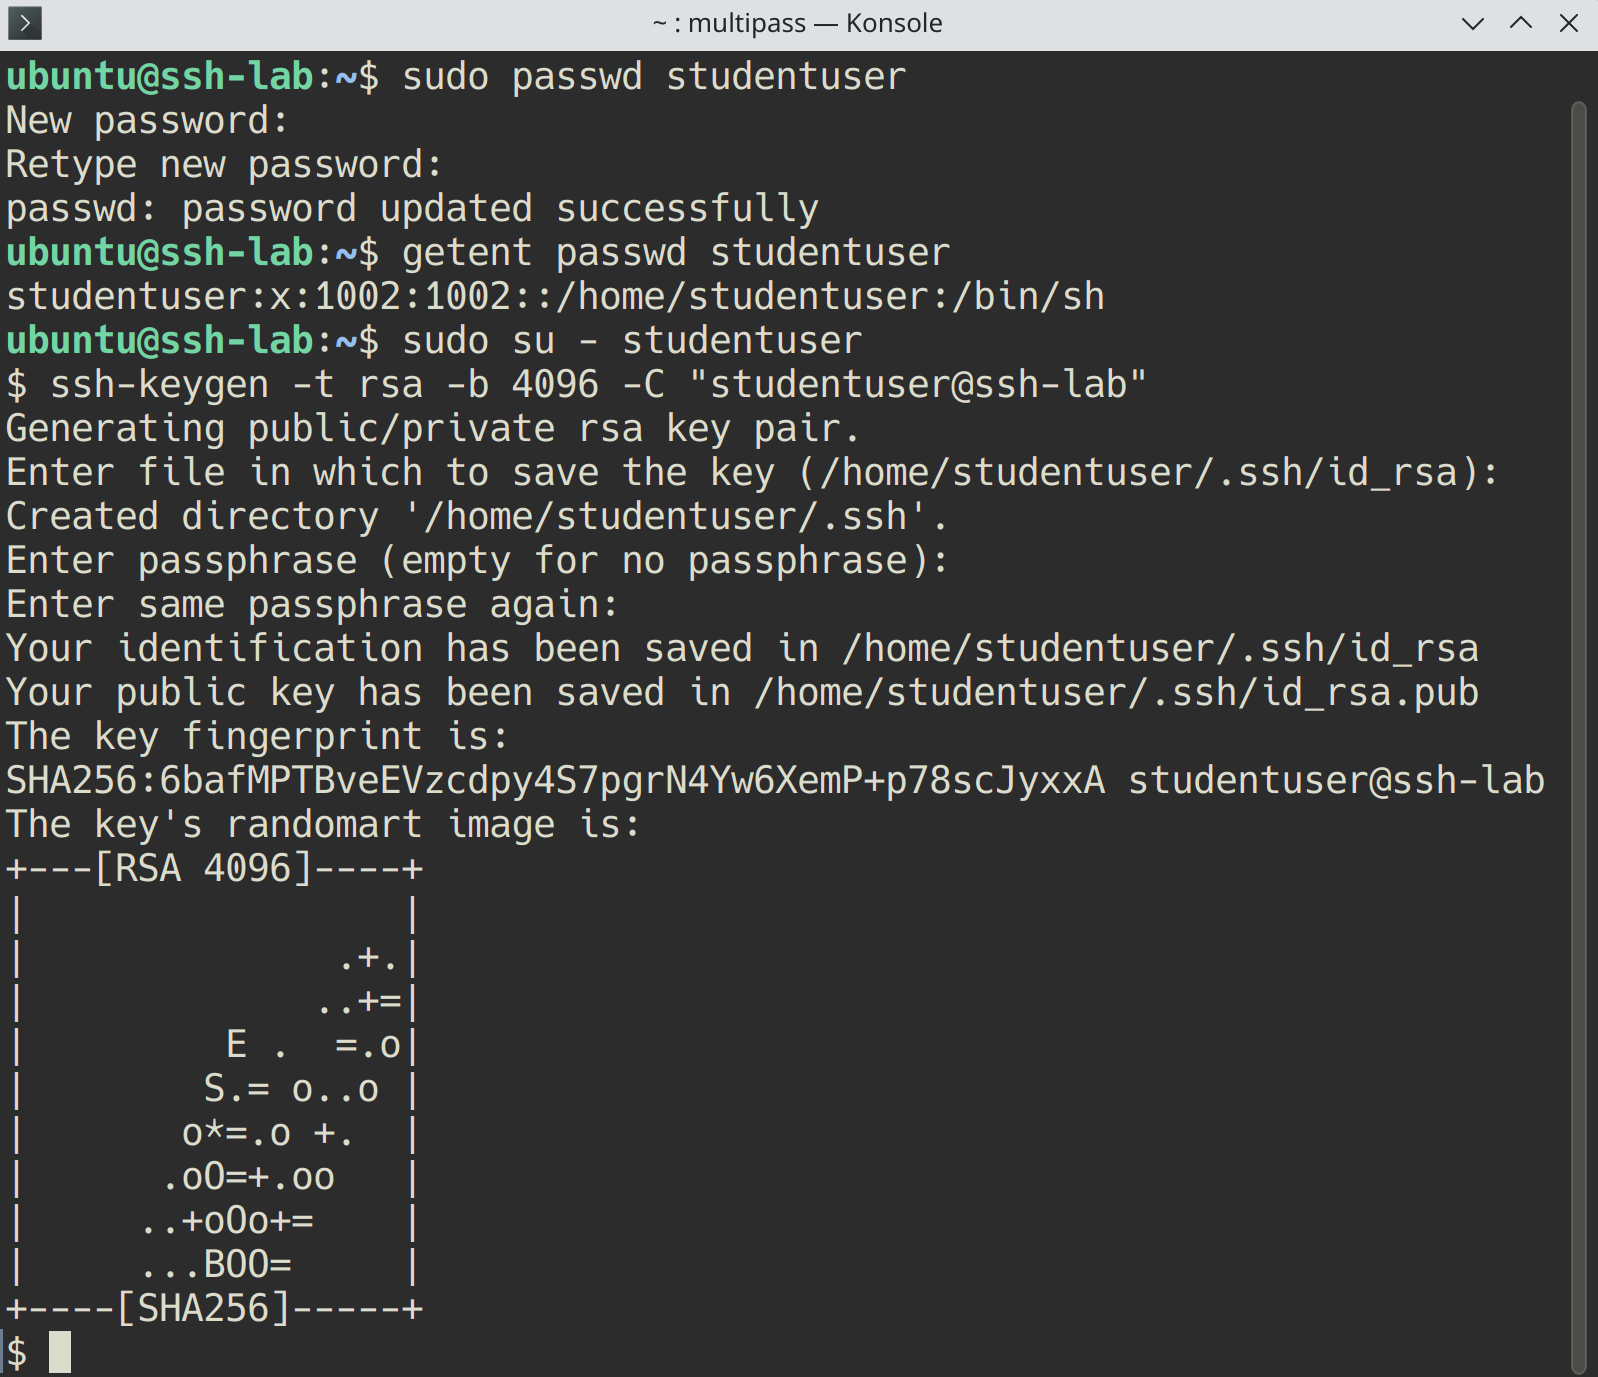 ~ : multipass — Konsole
ubuntu@ssh-lab:~$ sudo passwd studentuser
New password:
Retype new password:
passwd: password updated successfully
ubuntu@ssh-lab:~$ getent passwd studentuser
studentuser:x:1002:1002::/home/studentuser:/bin/sh
ubuntu@ssh-lab:~$ sudo su - studentuser
$ ssh-keygen -t rsa -b 4096 -C "studentuser@ssh-lab"
Generating public/private rsa key pair.
Enter file in which to save the key (/home/studentuser/.ssh/id_rsa):
Created directory '/home/studentuser/.ssh'.
Enter passphrase (empty for no passphrase):
Enter same passphrase again:
Your identification has been saved in /home/studentuser/.ssh/id_rsa
Your public key has been saved in /home/studentuser/.ssh/id_rsa.pub
The key fingerprint is:
SHA256:6bafMPTBveEVzcdpy4S7pgrN4Yw6XemP+p78scJyxxA studentuser@ssh-lab
The key's randomart image is:
+---[RSA 4096]----+
|                 |
|              .+.|
|             ..+=|
|         E .  =.o|
|        S.= o..o |
|       o*=.o +.  |
|      .oO=+.oo   |
|     ..+oOo+=    |
|     ...BOO=     |
+----[SHA256]-----+
$